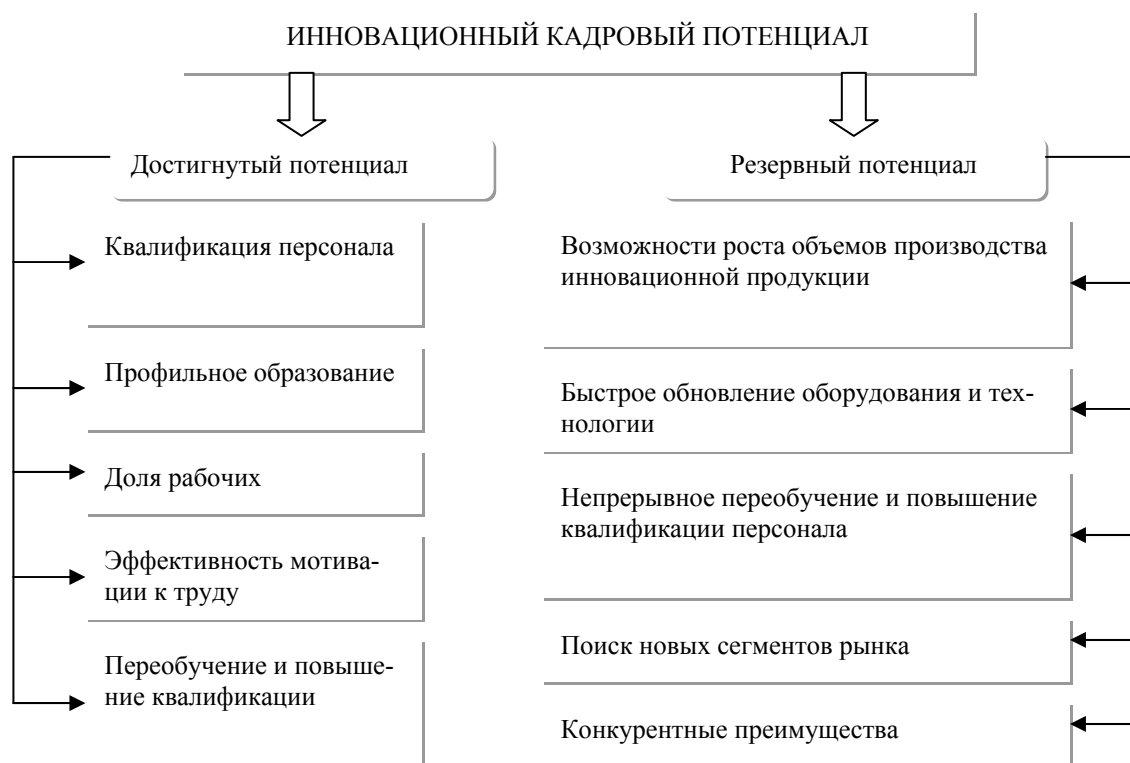 ИННОВАЦИОННЫЙ КАДРОВЫЙ ПОТЕНЦИАЛ
Достигнутый потенциал
Квалификация персонала
Профильное образование
Доля рабочих
Эффективность мотива-
ции к труду
Переобучение и повыше-
ние квалификации
Резервный потенциал
Возможности роста объемов производства
инновационной продукции
Быстрое обновление оборудования и тех-
нологии
Непрерывное переобучение и повышение
квалификации персонала
Поиск новых сегментов рынка
Конкурентные преимущества